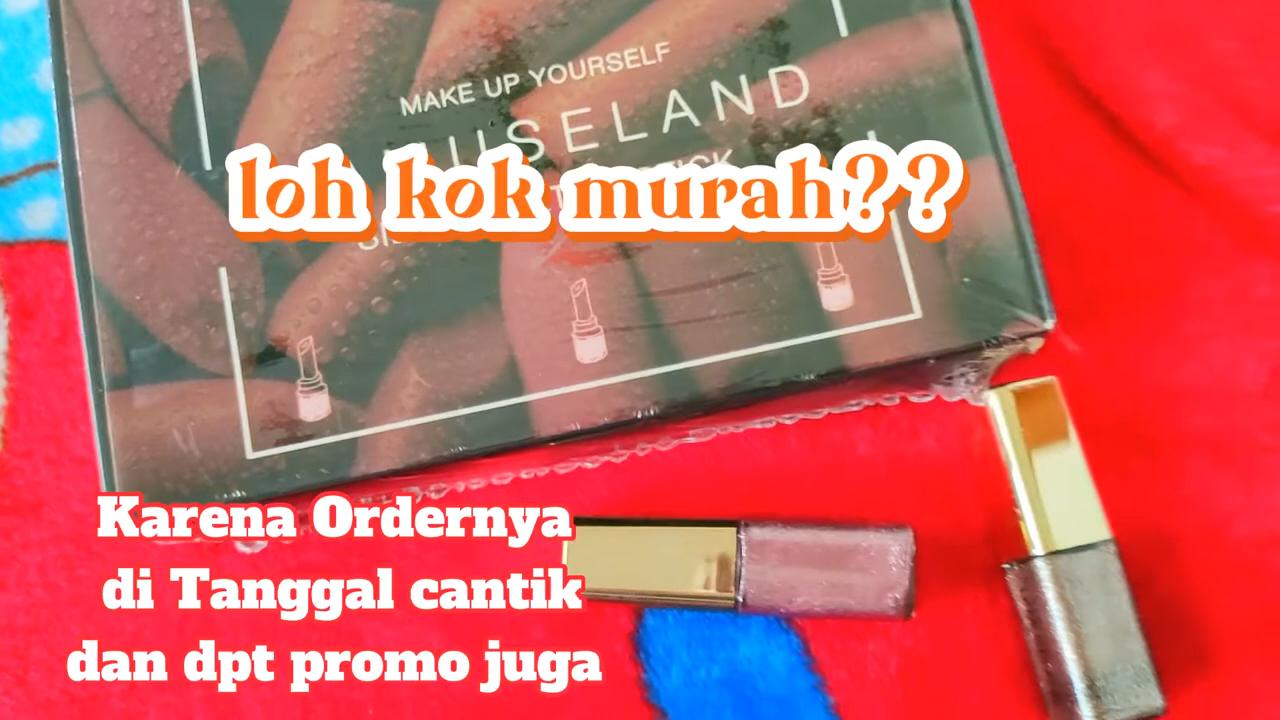 MAKE UP YOURSELF
loh kok murah??
Karena Ordernya
di Tanggal cantik
dan dpt promo juga